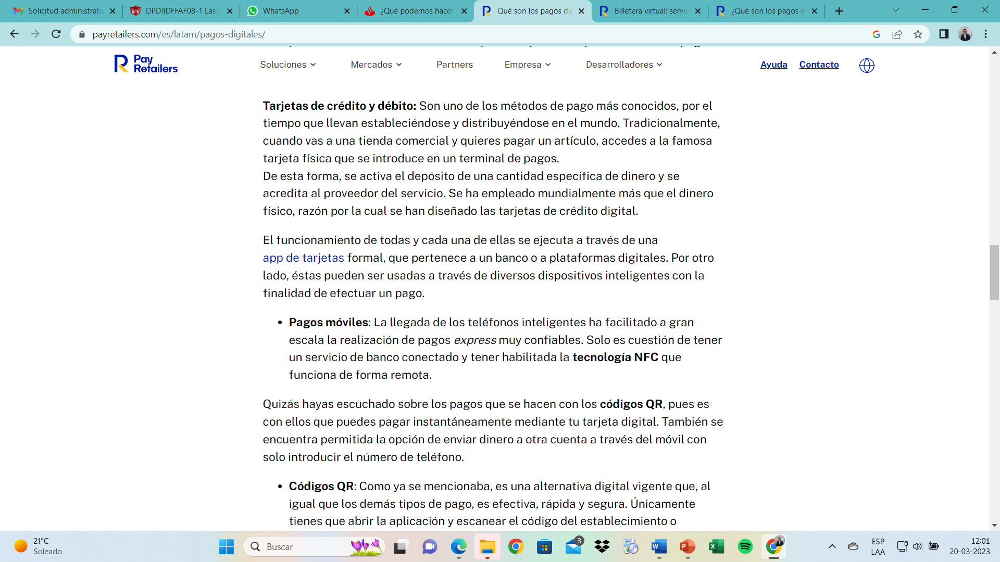 Solicitud administrativ
DPDIIDFFAF08-1 Las F
WhatsApp
¿Qué podemos hacer
Qué son los pagos dig
Billetera virtual: servic
¿Qué son los pagos in
payretailers.com/es/latam/pagos-digitales/
Pay
Retailers
Soluciones
Mercados
Partners
Empresa
Desarrolladores
Ayuda
Contacto
Tarjetas de crédito y débito: Son uno de los métodos de pago más conocidos, por el
tiempo que llevan estableciéndose y distribuyéndose en el mundo. Tradicionalmente,
cuando vas a una tienda comercial y quieres pagar un artículo, accedes a la famosa
tarjeta física que se introduce en un terminal de pagos.
De esta forma, se activa el depósito de una cantidad específica de dinero y se
acredita al proveedor del servicio. Se ha empleado mundialmente más que el dinero
físico, razón por la cual se han diseñado las tarjetas de crédito digital.
El funcionamiento de todas y cada una de ellas se ejecuta a través de una
app de tarjetas formal, que pertenece a un banco o a plataformas digitales. Por otro
lado, éstas pueden ser usadas a través de diversos dispositivos inteligentes con la
finalidad de efectuar un pago.
• Pagos móviles: La llegada de los teléfonos inteligentes ha facilitado a gran
escala la realización de pagos express muy confiables. Solo es cuestión de tener
un servicio de banco conectado y tener habilitada la tecnología NFC que
funciona de forma remota.
Quizás hayas escuchado sobre los pagos que se hacen con los códigos QR, pues es
con ellos que puedes pagar instantáneamente mediante tu tarjeta digital. También se
encuentra permitida la opción de enviar dinero a otra cuenta a través del móvil con
solo introducir el número de teléfono.
• Códigos QR: Como ya se mencionaba, es una alternativa digital vigente que, al
igual que los demás tipos de pago, es efectiva, rápida y segura. Únicamente
tienes que abrir la aplicación y escanear el código del establecimiento o
21°C
Soleado
Buscar
3
ESP
LAA
12:01
20-03-2023